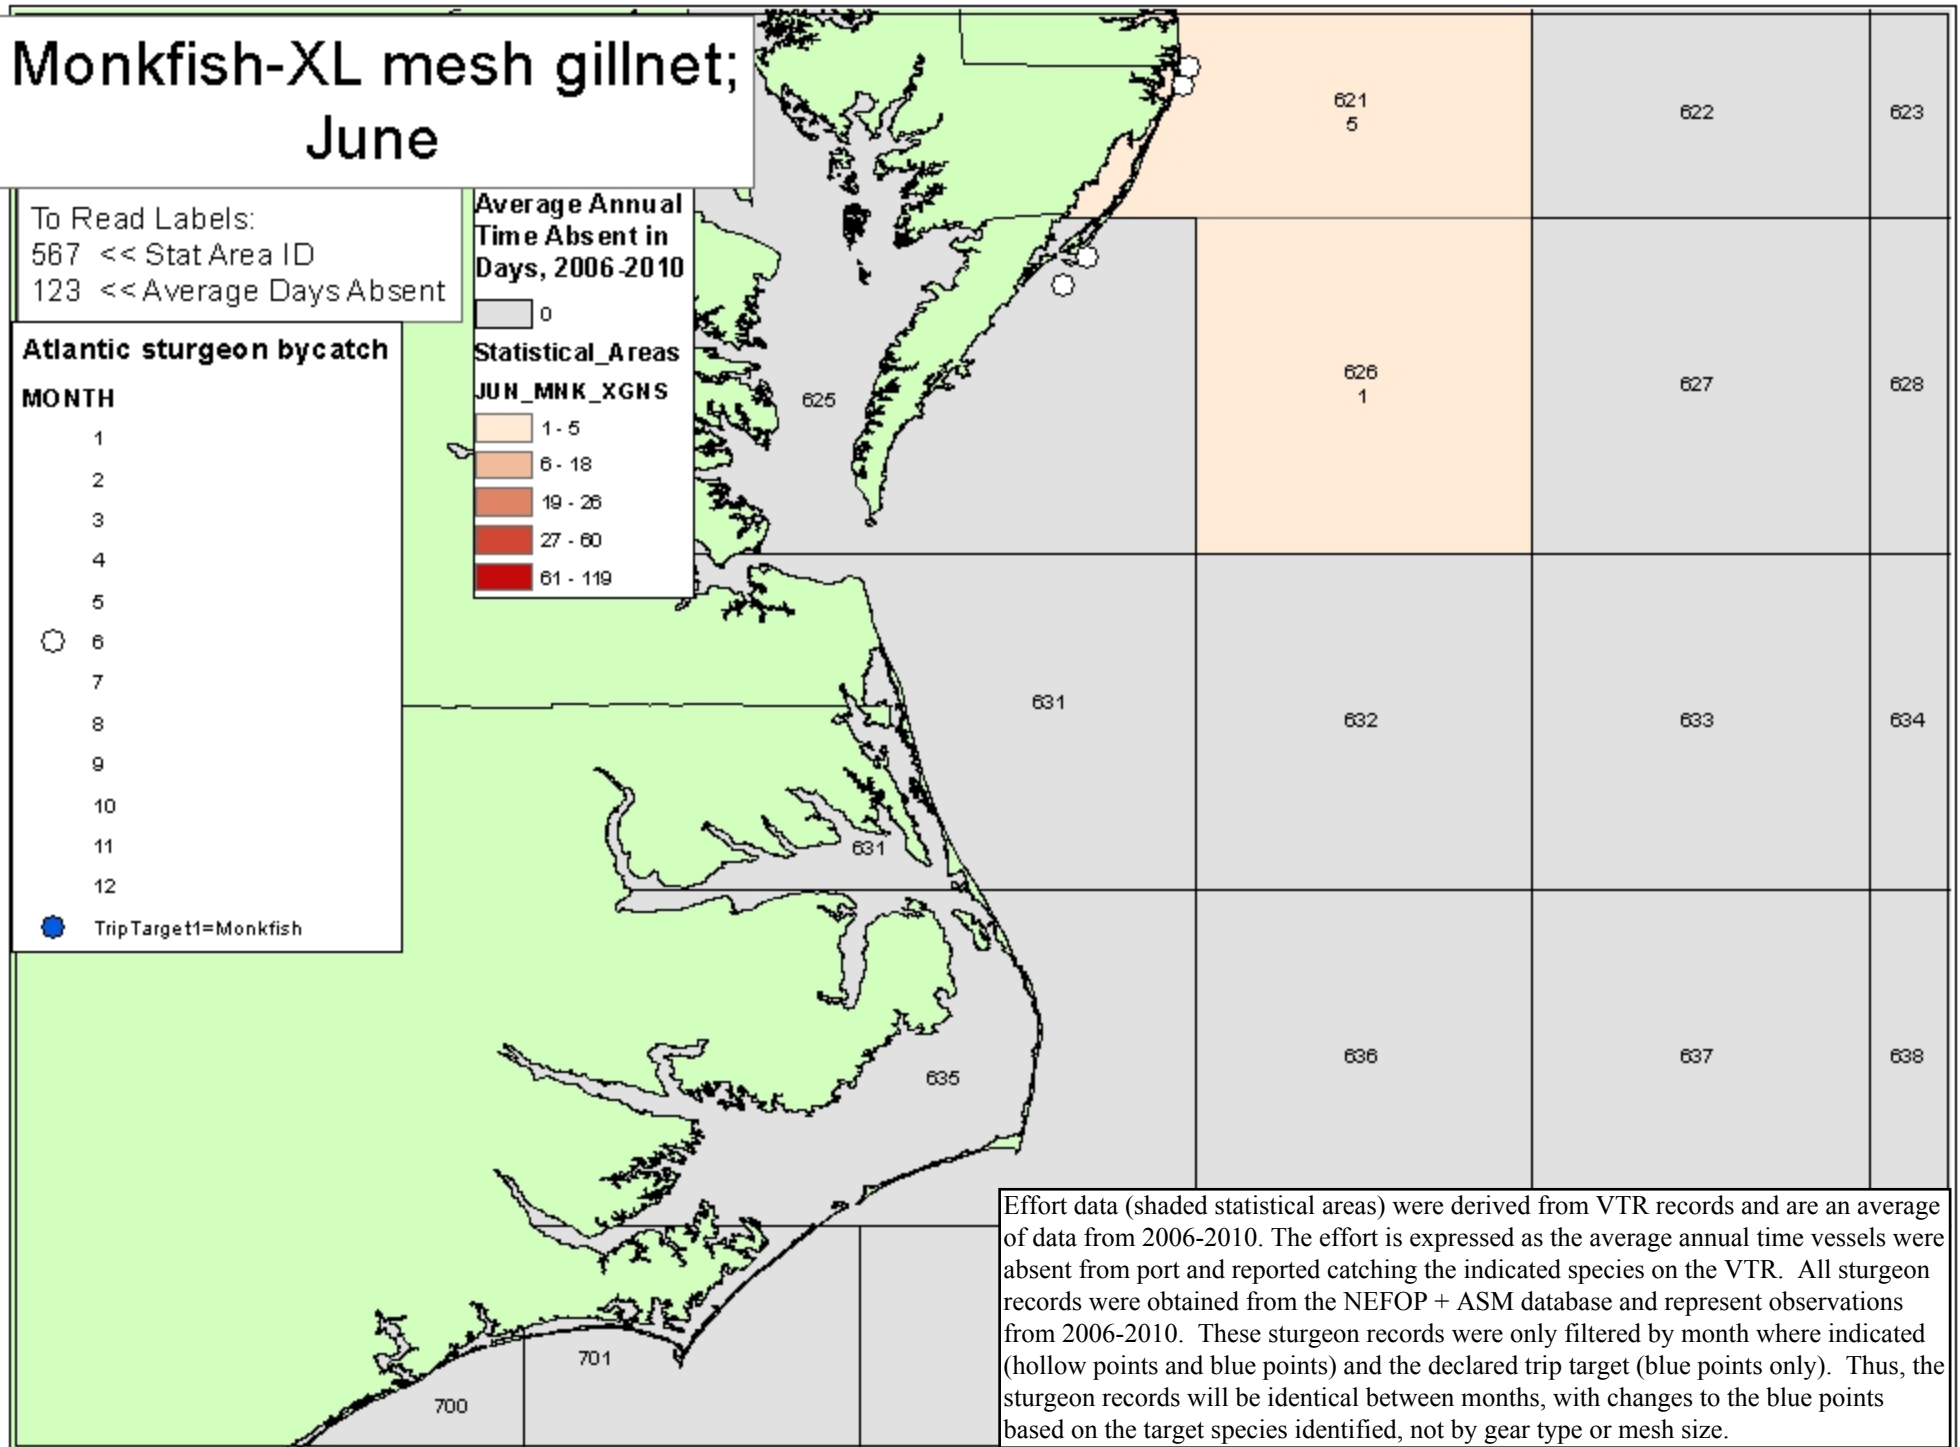 Monkfish-XL mesh gillnet;
June
To Read Labels:
567 << Stat Area ID
123 << Average Days Absent
Atlantic sturgeon bycatch
MONTH
1
2
3
4
5
6
7
8
9
10
11
12
TripTarget1=Monkfish
Average Annual
Time Absent in
Days, 2006-2010
0
Statistical_Areas
JUN_MNK_XGNS
1 - 5
6 - 18
19 - 26
27 - 60
61 - 119
621
5
622
623
625
626
1
627
628
631
632
633
634
631
635
636
637
638
701
700
Effort data (shaded statistical areas) were derived from VTR records and are an average
of data from 2006-2010. The effort is expressed as the average annual time vessels were
absent from port and reported catching the indicated species on the VTR. All sturgeon
records were obtained from the NEFOP + ASM database and represent observations
from 2006-2010. These sturgeon records were only filtered by month where indicated
(hollow points and blue points) and the declared trip target (blue points only). Thus, the
sturgeon records will be identical between months, with changes to the blue points
based on the target species identified, not by gear type or mesh size.